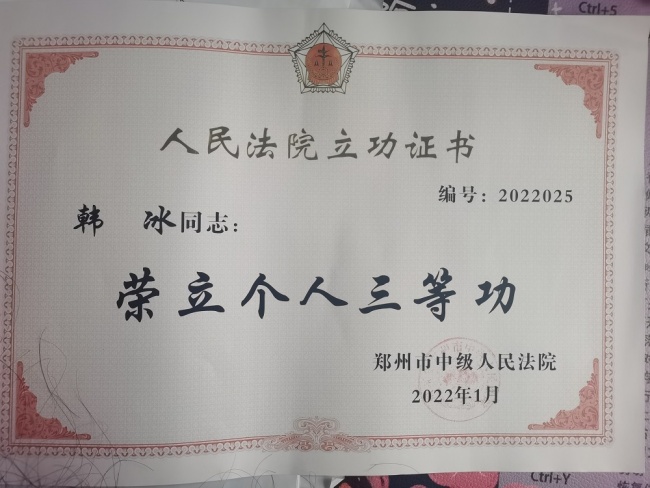 Ctrl+5
人民法院立功证书
编号：2022025
韩 冰同志：
荣立个人三等功
郑州市中级人民法院
2022年1月
Ctrl+Y